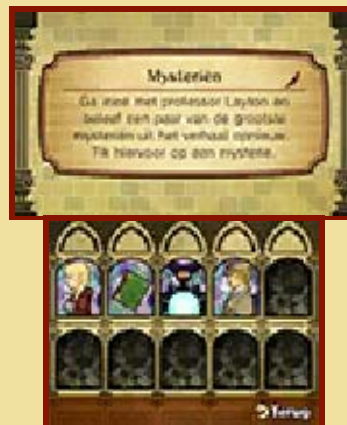 Mysteriën
Ga mee met professor Layton en
beleef een paar van de grootste
mysteriën uit het verhaal opnieuw.
Tik hiervoor op een mysterie.
Terug